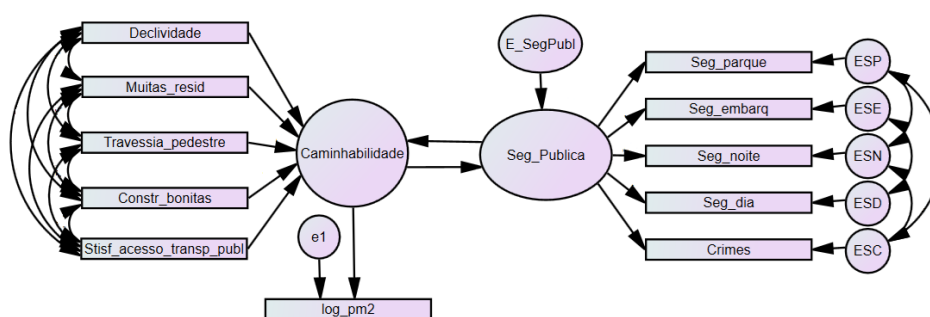 Declividade
Muitas_resid
Travessia_pedestre
Constr_bonitas
Stisf_acesso_transp_publ
Caminhabilidade
e1
log_pm2
E_SegPubl
Seg_Publica
Seg_parque
Seg_embarq
Seg_noite
Seg_dia
Crimes
ESP
ESE
ESN
ESD
ESC